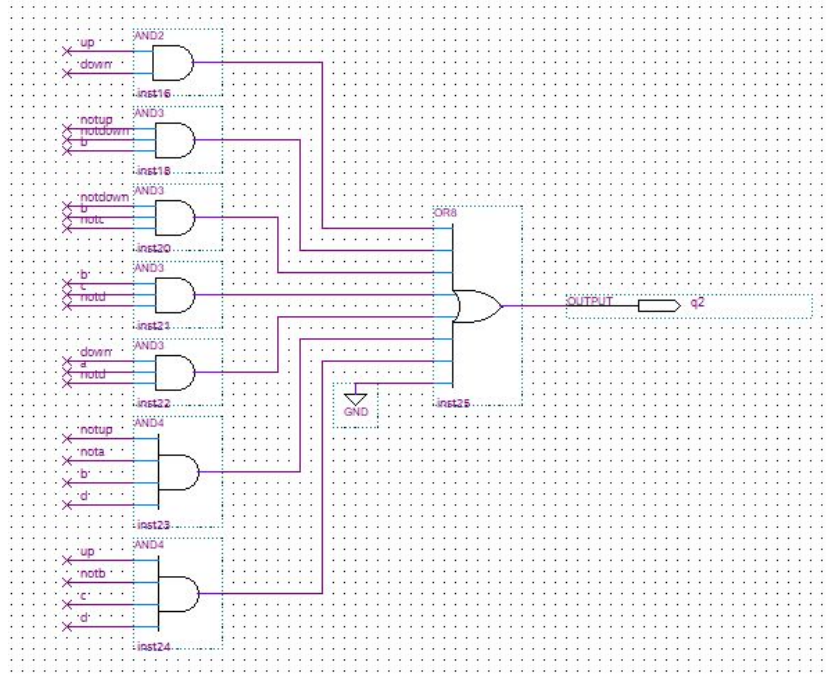 AND2
up
down
inst16
AND3
notup
notdown
b
inst18
AND3
notdown
b
notc
inst20
AND3
b
c
notd
inst21
AND3
down
a
notd
inst22
AND4
notup
nota
b
d
inst23
AND4
up
notb
c
d
inst24
OR8
inst25
GND
OUTPUT
q2